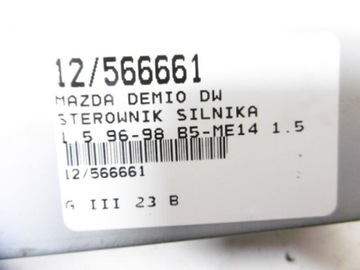 12/566661
MAZDA DEMIO DW
STEROWNIK SILNIKA
1.5 96-98 B5-ME14 1.5
12/566661
G III 23 B